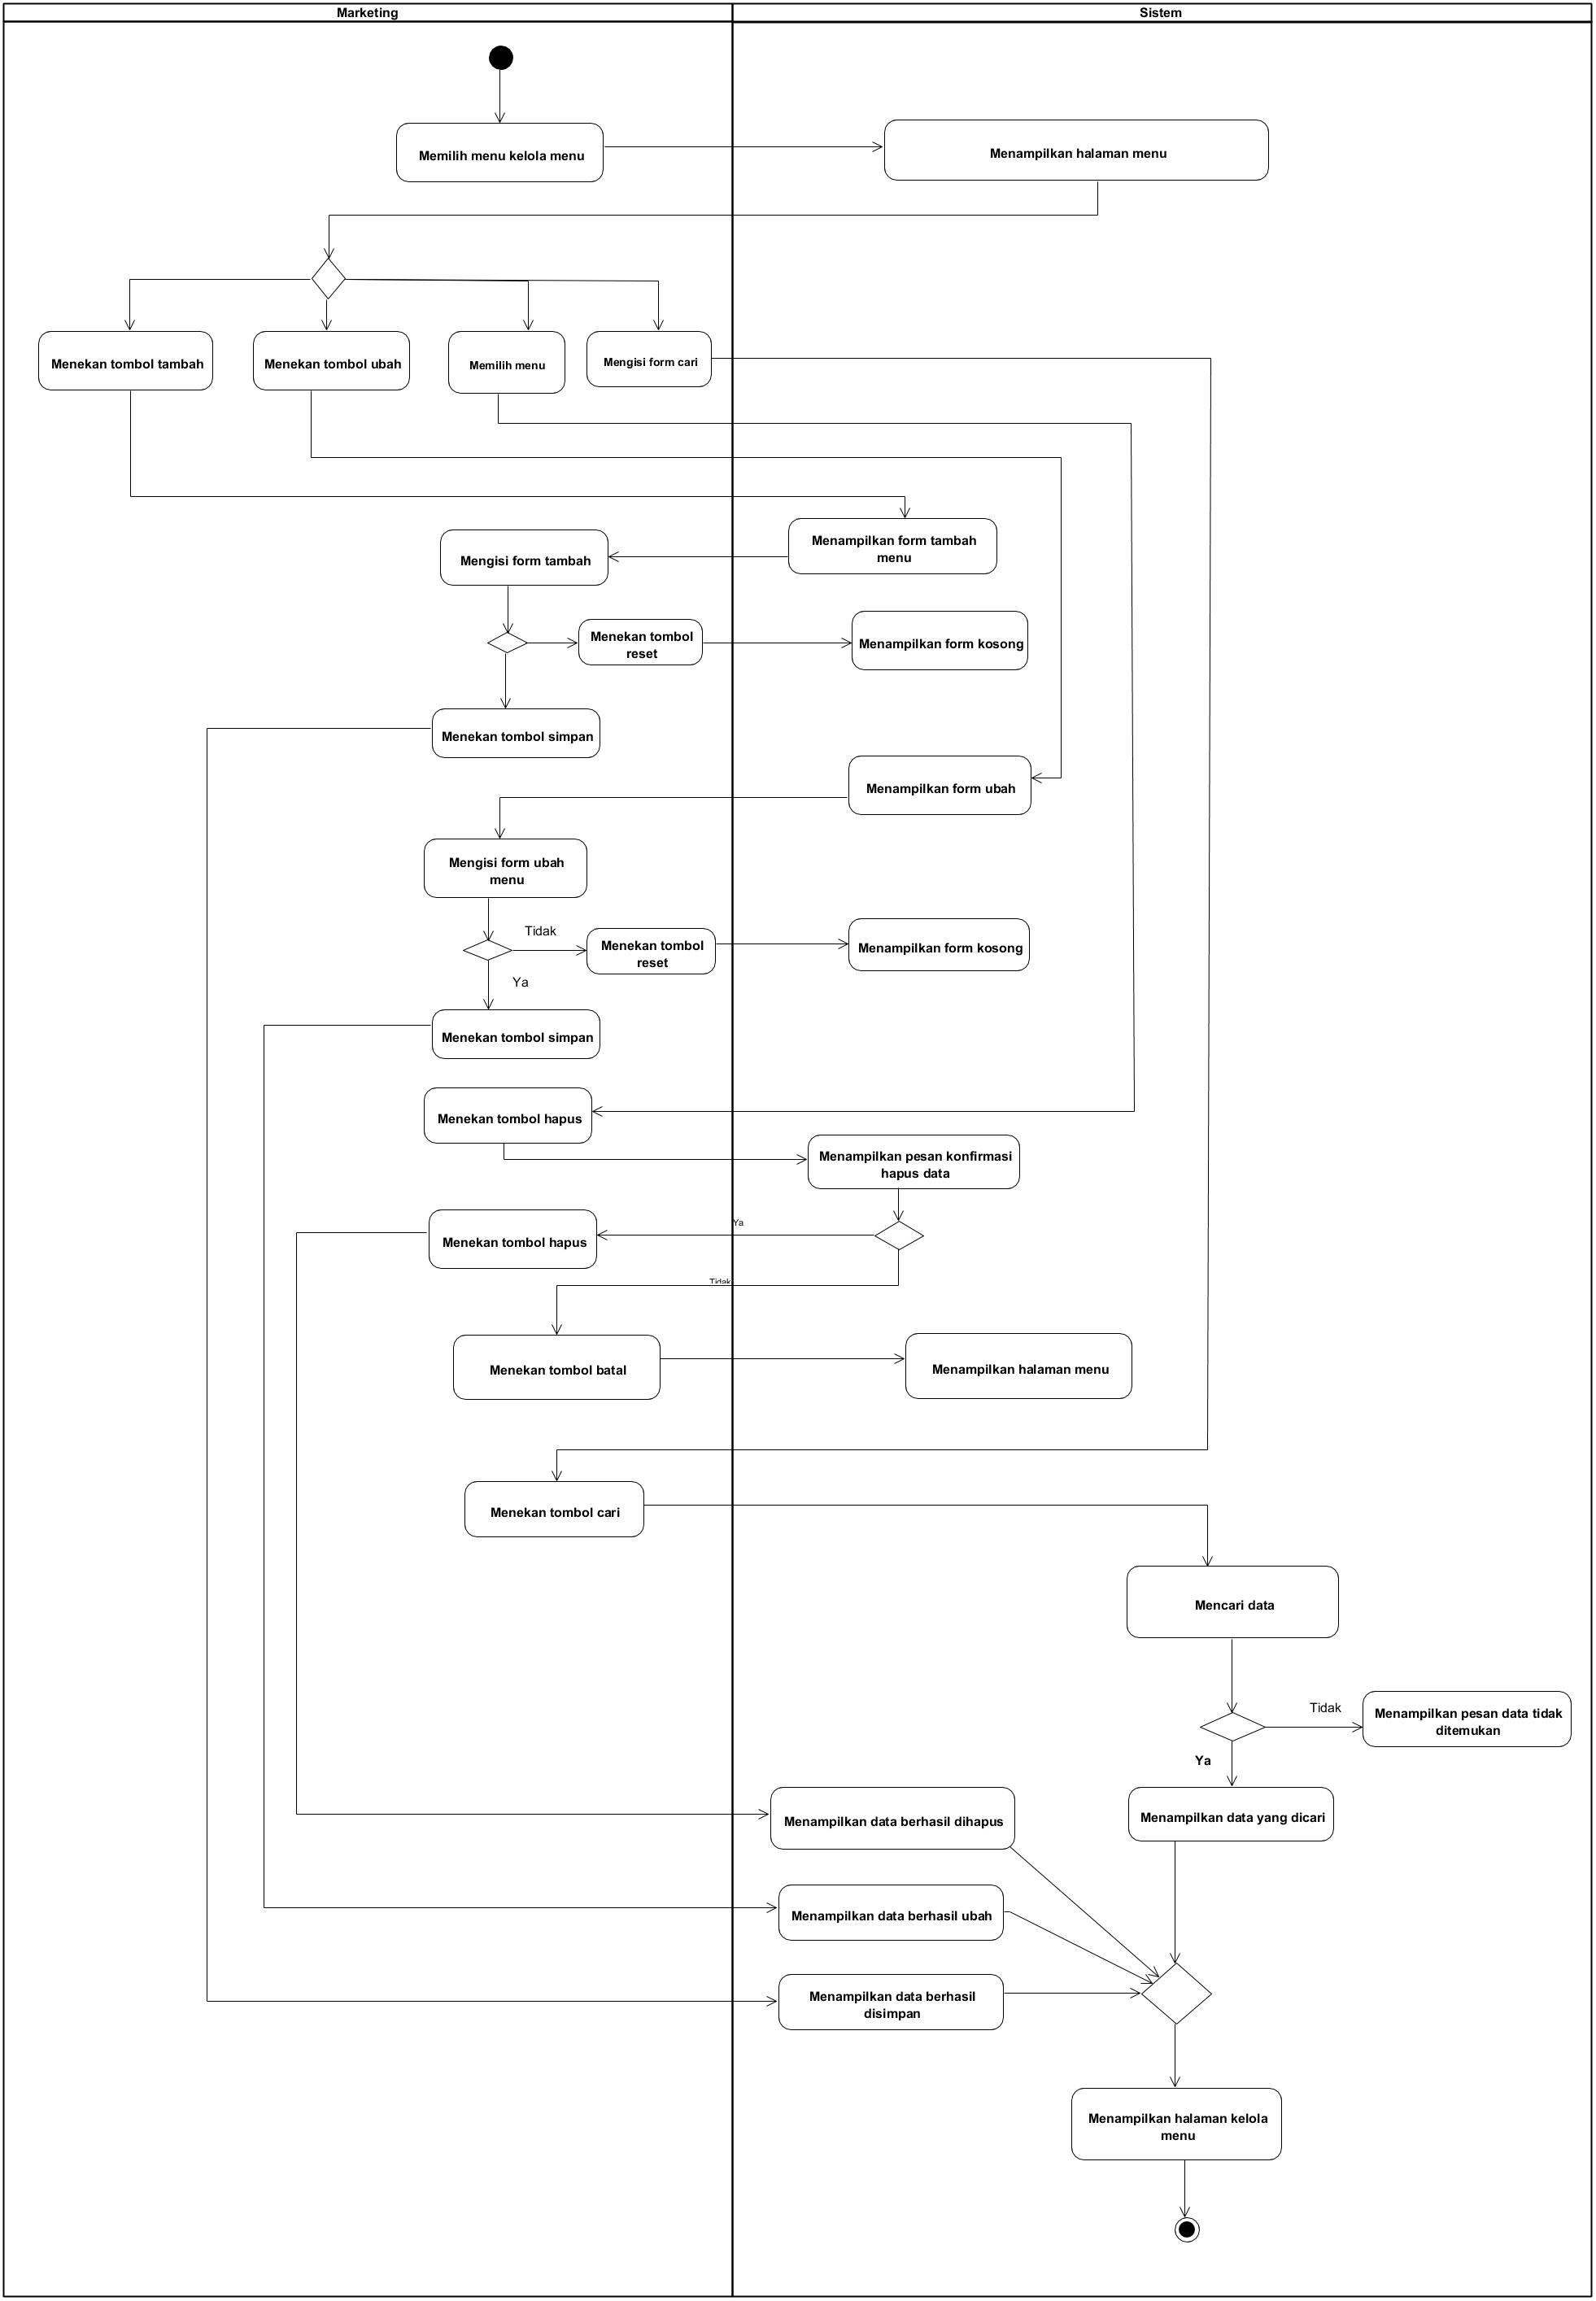 Marketing
Sistem
Memilih menu kelola menu
Menampilkan halaman menu
Menekan tombol tambah
Menekan tombol ubah
Memilih menu
Mengisi form cari
Menampilkan form tambah
menu
Mengisi form tambah
Menekan tombol
reset
Menampilkan form kosong
Menekan tombol simpan
Menampilkan form ubah
Mengisi form ubah
menu
Tidak
Menekan tombol
reset
Menampilkan form kosong
Ya
Menekan tombol simpan
Menekan tombol hapus
Menampilkan pesan konfirmasi
hapus data
Ya
Menekan tombol hapus
Tidak
Menekan tombol batal
Menampilkan halaman menu
Menekan tombol cari
Mencari data
Tidak
Menampilkan pesan data tidak
ditemukan
Ya
Menampilkan data berhasil dihapus
Menampilkan data yang dicari
Menampilkan data berhasil ubah
Menampilkan data berhasil
disimpan
Menampilkan halaman kelola
menu